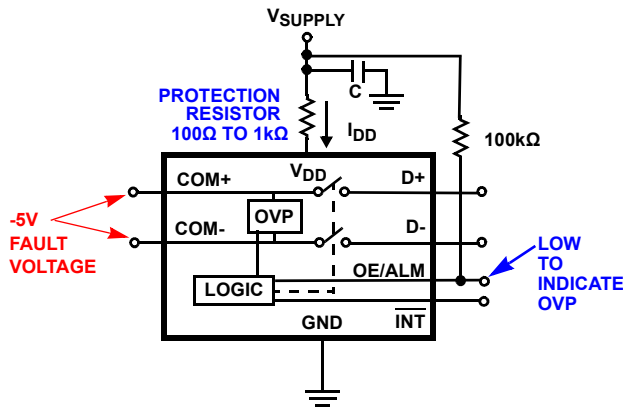 VSUPPLY
C
PROTECTION
RESISTOR
100Ω TO 1kΩ
IDD
100kΩ
COM+
VDD
D+
-5V
FAULT
VOLTAGE
OVP
COM-
D-
LOW
TO
INDICATE
OVP
OE/ALM
LOGIC
GND
INT